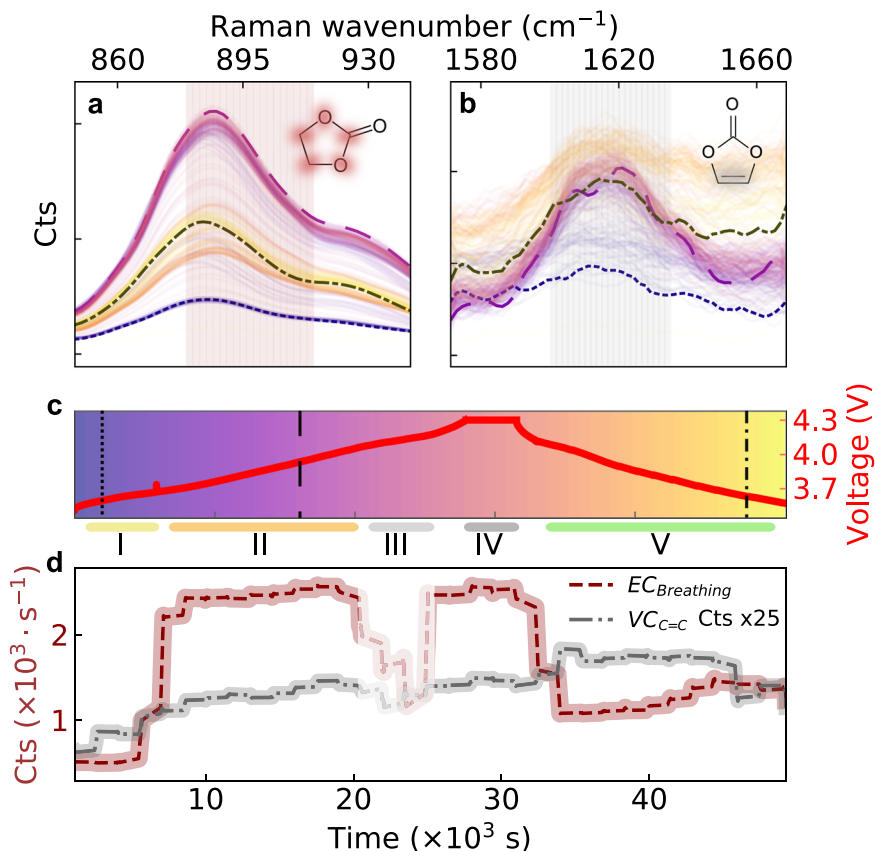 Raman wavenumber (cm⁻¹)
860 895 930 1580 1620 1660
a
O
O
O
b
O
O
O
Cts
c
4.3
4.0
3.7
Voltage (V)
I II III IV V
d
EC_Breathing
VC_C=C Cts x25
2
1
Cts (×10³· s⁻¹)
10 20 30 40
Time (×10³ s)